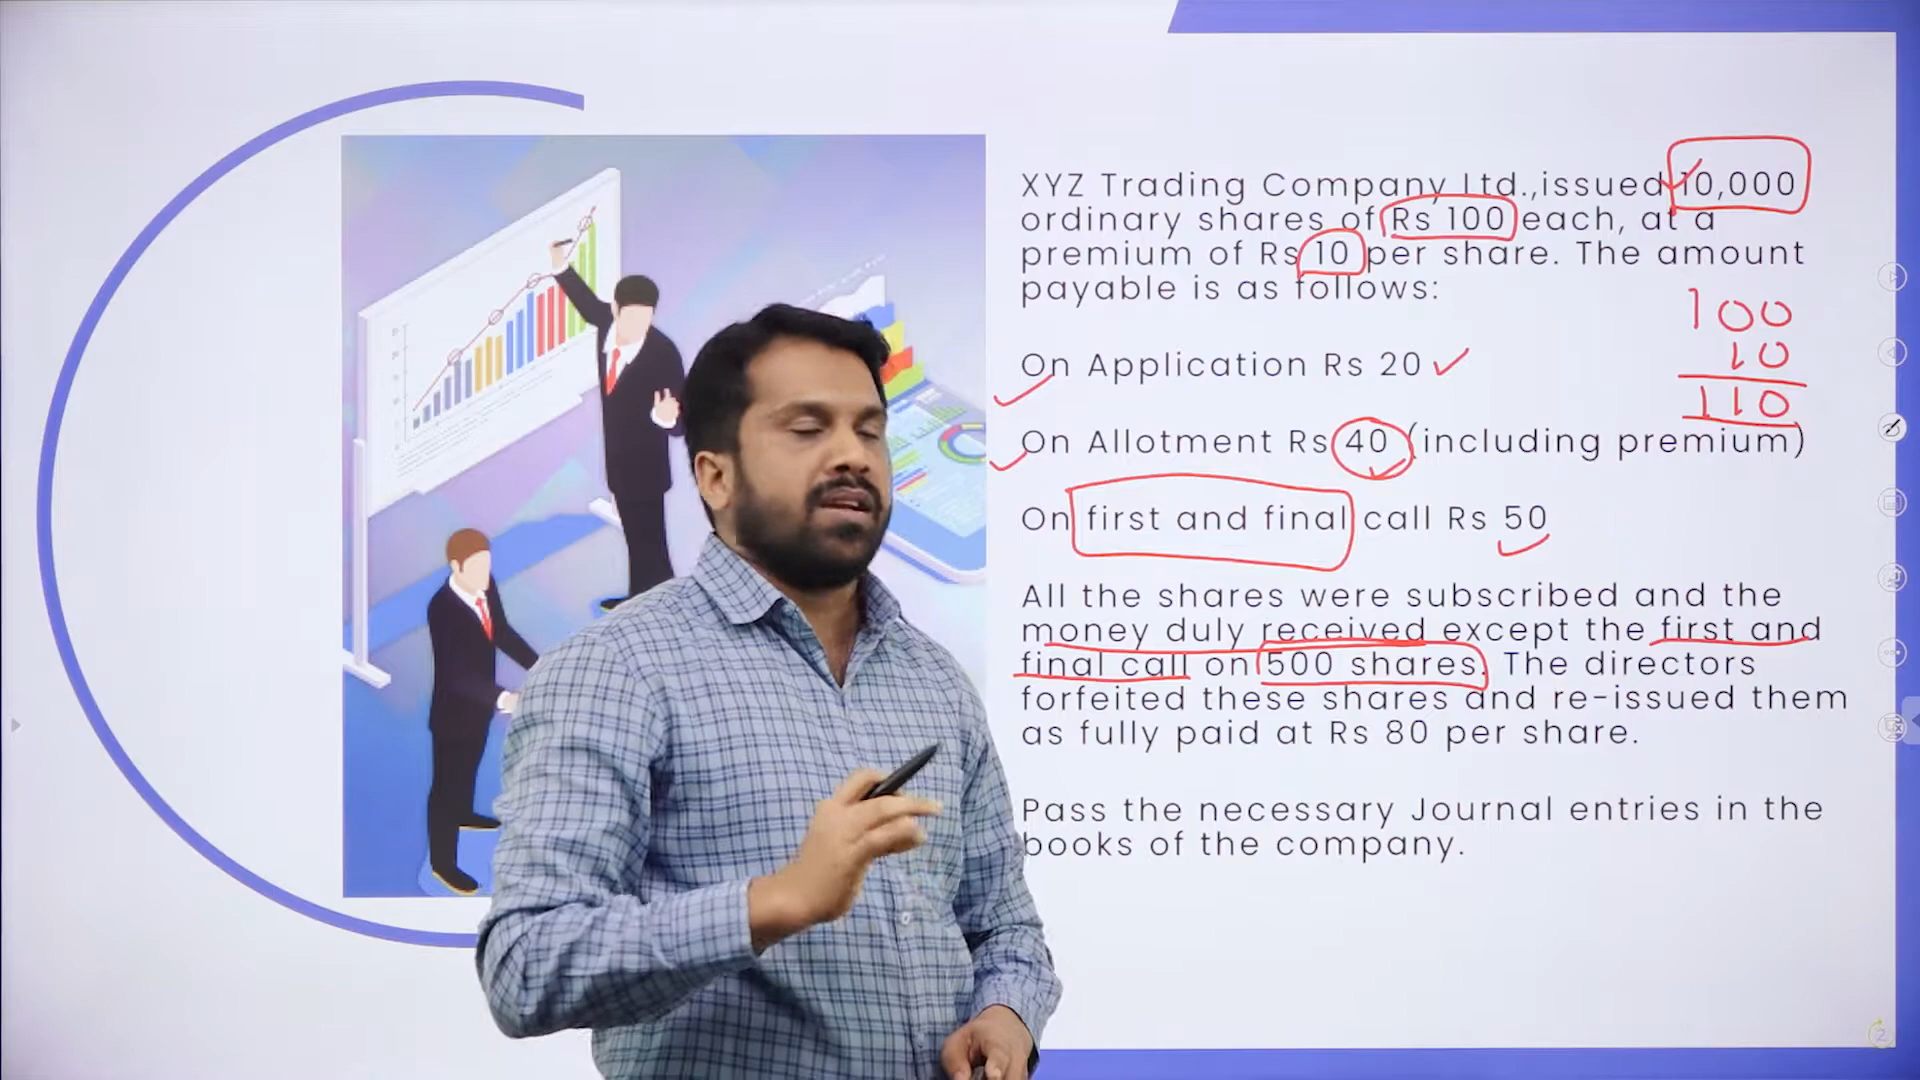 XYZ Trading Company Ltd.,issued 10,000
ordinary shares of Rs 100 each, at a
premium of Rs 10 per share. The amount
payable is as follows:
100
10
110
On Application Rs 20
On Allotment Rs 40 (including premium)
On first and final call Rs 50
All the shares were subscribed and the
money duly received except the first and
final call on 500 shares. The directors
forfeited these shares and re-issued them
as fully paid at Rs 80 per share.
Pass the necessary Journal entries in the
books of the company.
2